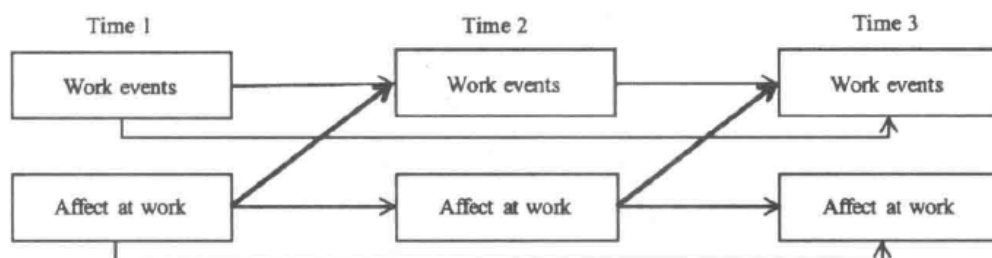 Time 1 Time 2 Time 3
Work events Work events Work events
Affect at work Affect at work Affect at work